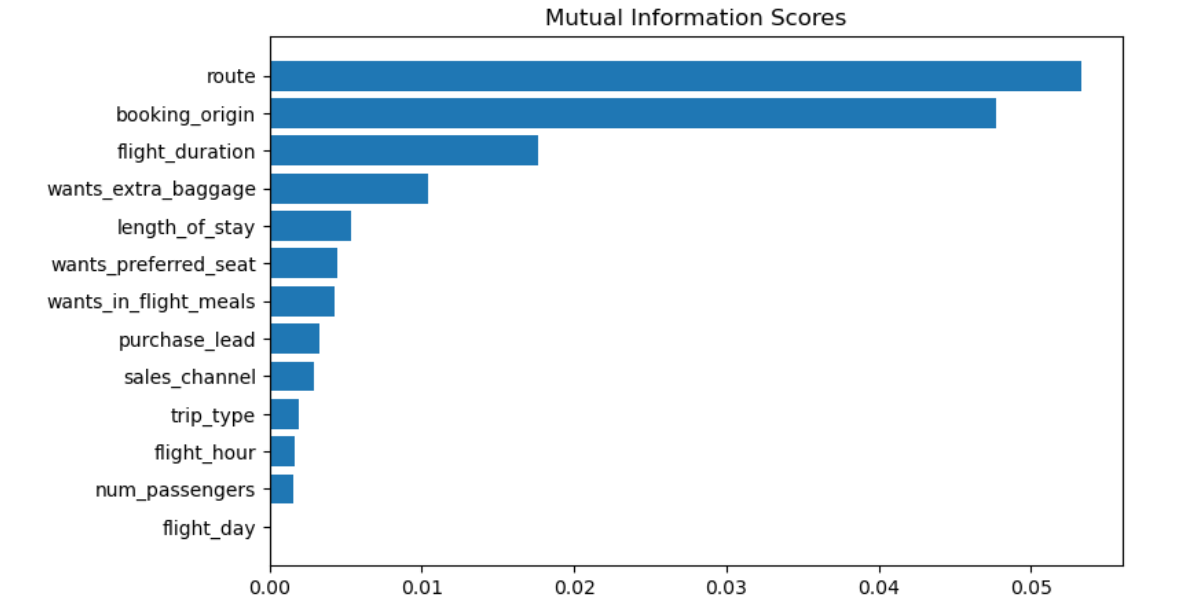 Mutual Information Scores
route
booking_origin
flight_duration
wants_extra_baggage
length_of_stay
wants_preferred_seat
wants_in_flight_meals
purchase_lead
sales_channel
trip_type
flight_hour
num_passengers
flight_day
0.00 0.01 0.02 0.03 0.04 0.05